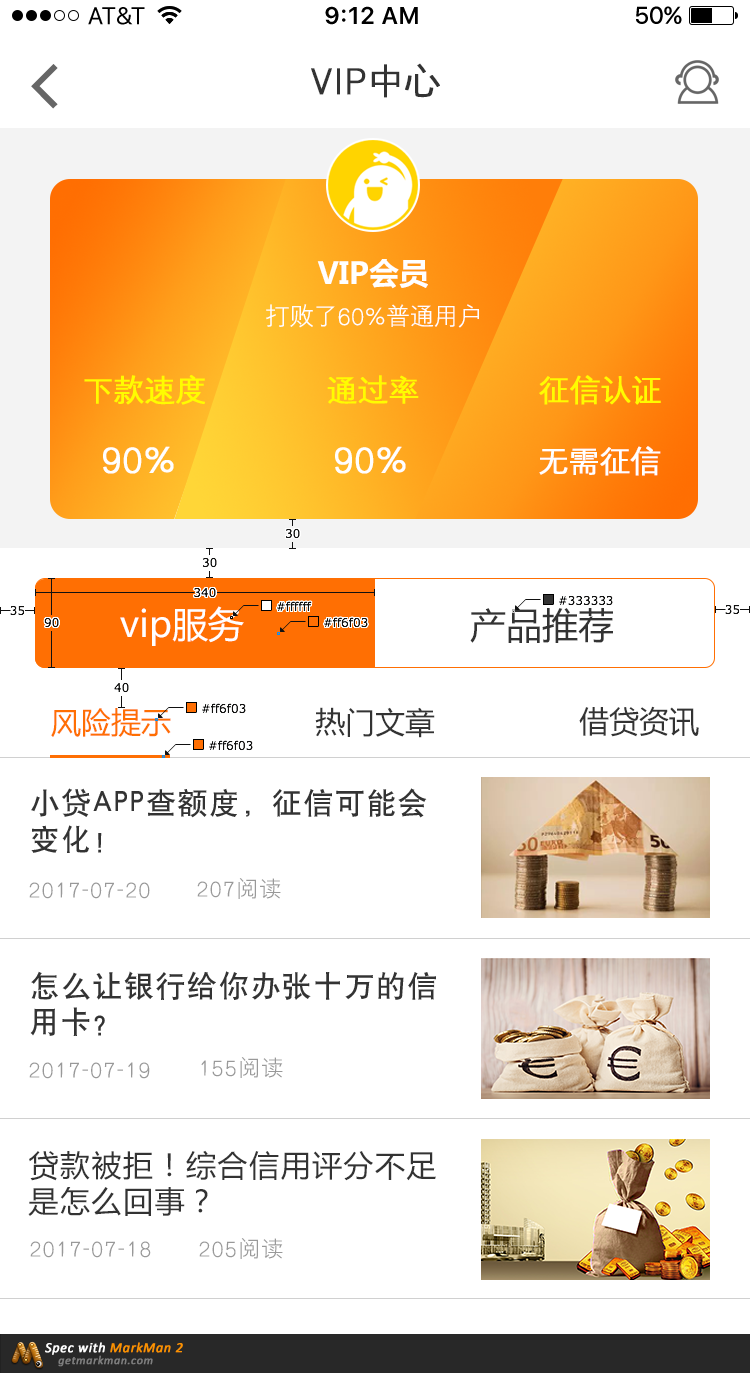 AT&T 9:12 AM 50%
VIP中心
VIP会员
打败了60%普通用户
下款速度 通过率 征信认证
90% 90% 无需征信
30
30
340
35 90 #ffffff #ff6f03 #333333 35
vip服务 产品推荐
40
#ff6f03
风险提示 热门文章 借贷资讯
#ff6f03
小贷APP查额度，征信可能会
变化！
2017-07-20 207阅读
50 EURO 50
怎么让银行给你办张十万的信
用卡?
2017-07-19 155阅读
€ €
贷款被拒！综合信用评分不足
是怎么回事？
2017-07-18 205阅读
Spec with MarkMan 2
getmarkman.com